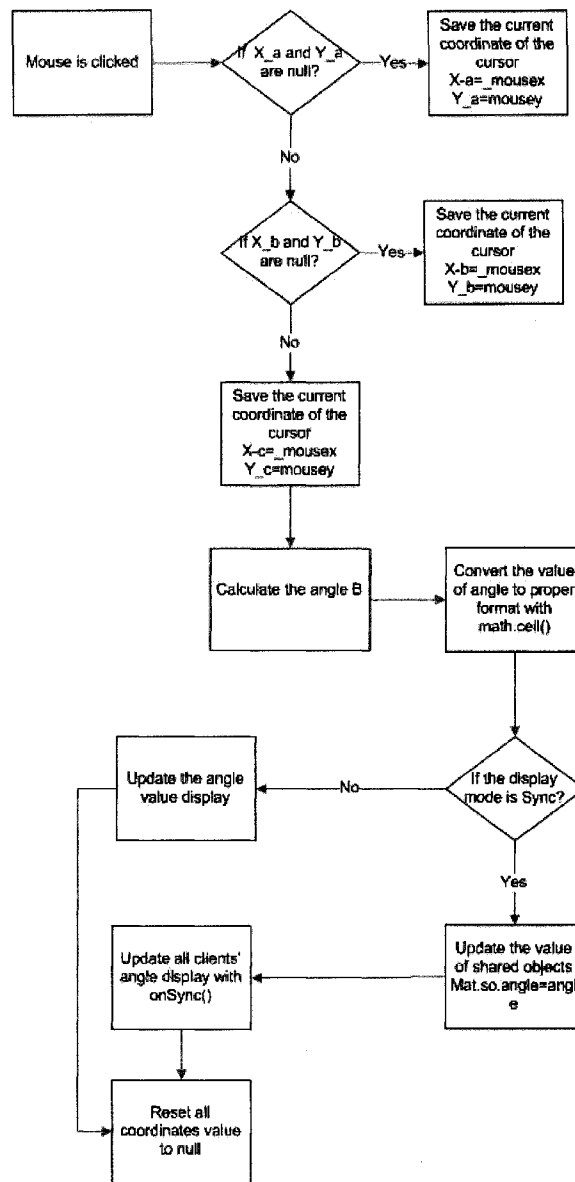 Mouse is clicked
If X_a and Y_a
are null?
Yes
Save the current
coordinate of the
cursor
X-a=_mousex
Y_a=mousey
No
If X_b and Y_b
are null?
Yes
Save the current
coordinate of the
cursor
X-b=_mousex
Y_b=mousey
No
Save the current
coordinate of the
cursor
X-c=_mousex
Y_c=mousey
Calculate the angle B
Convert the value
of angle to proper
format with
math.ceil()
If the display
mode is Sync?
No
Update the angle
value display
Yes
Update the value
of shared objects
Mat.so.angle=angl
e
Update all clients'
angle display with
onSync()
Reset all
coordinates value
to null